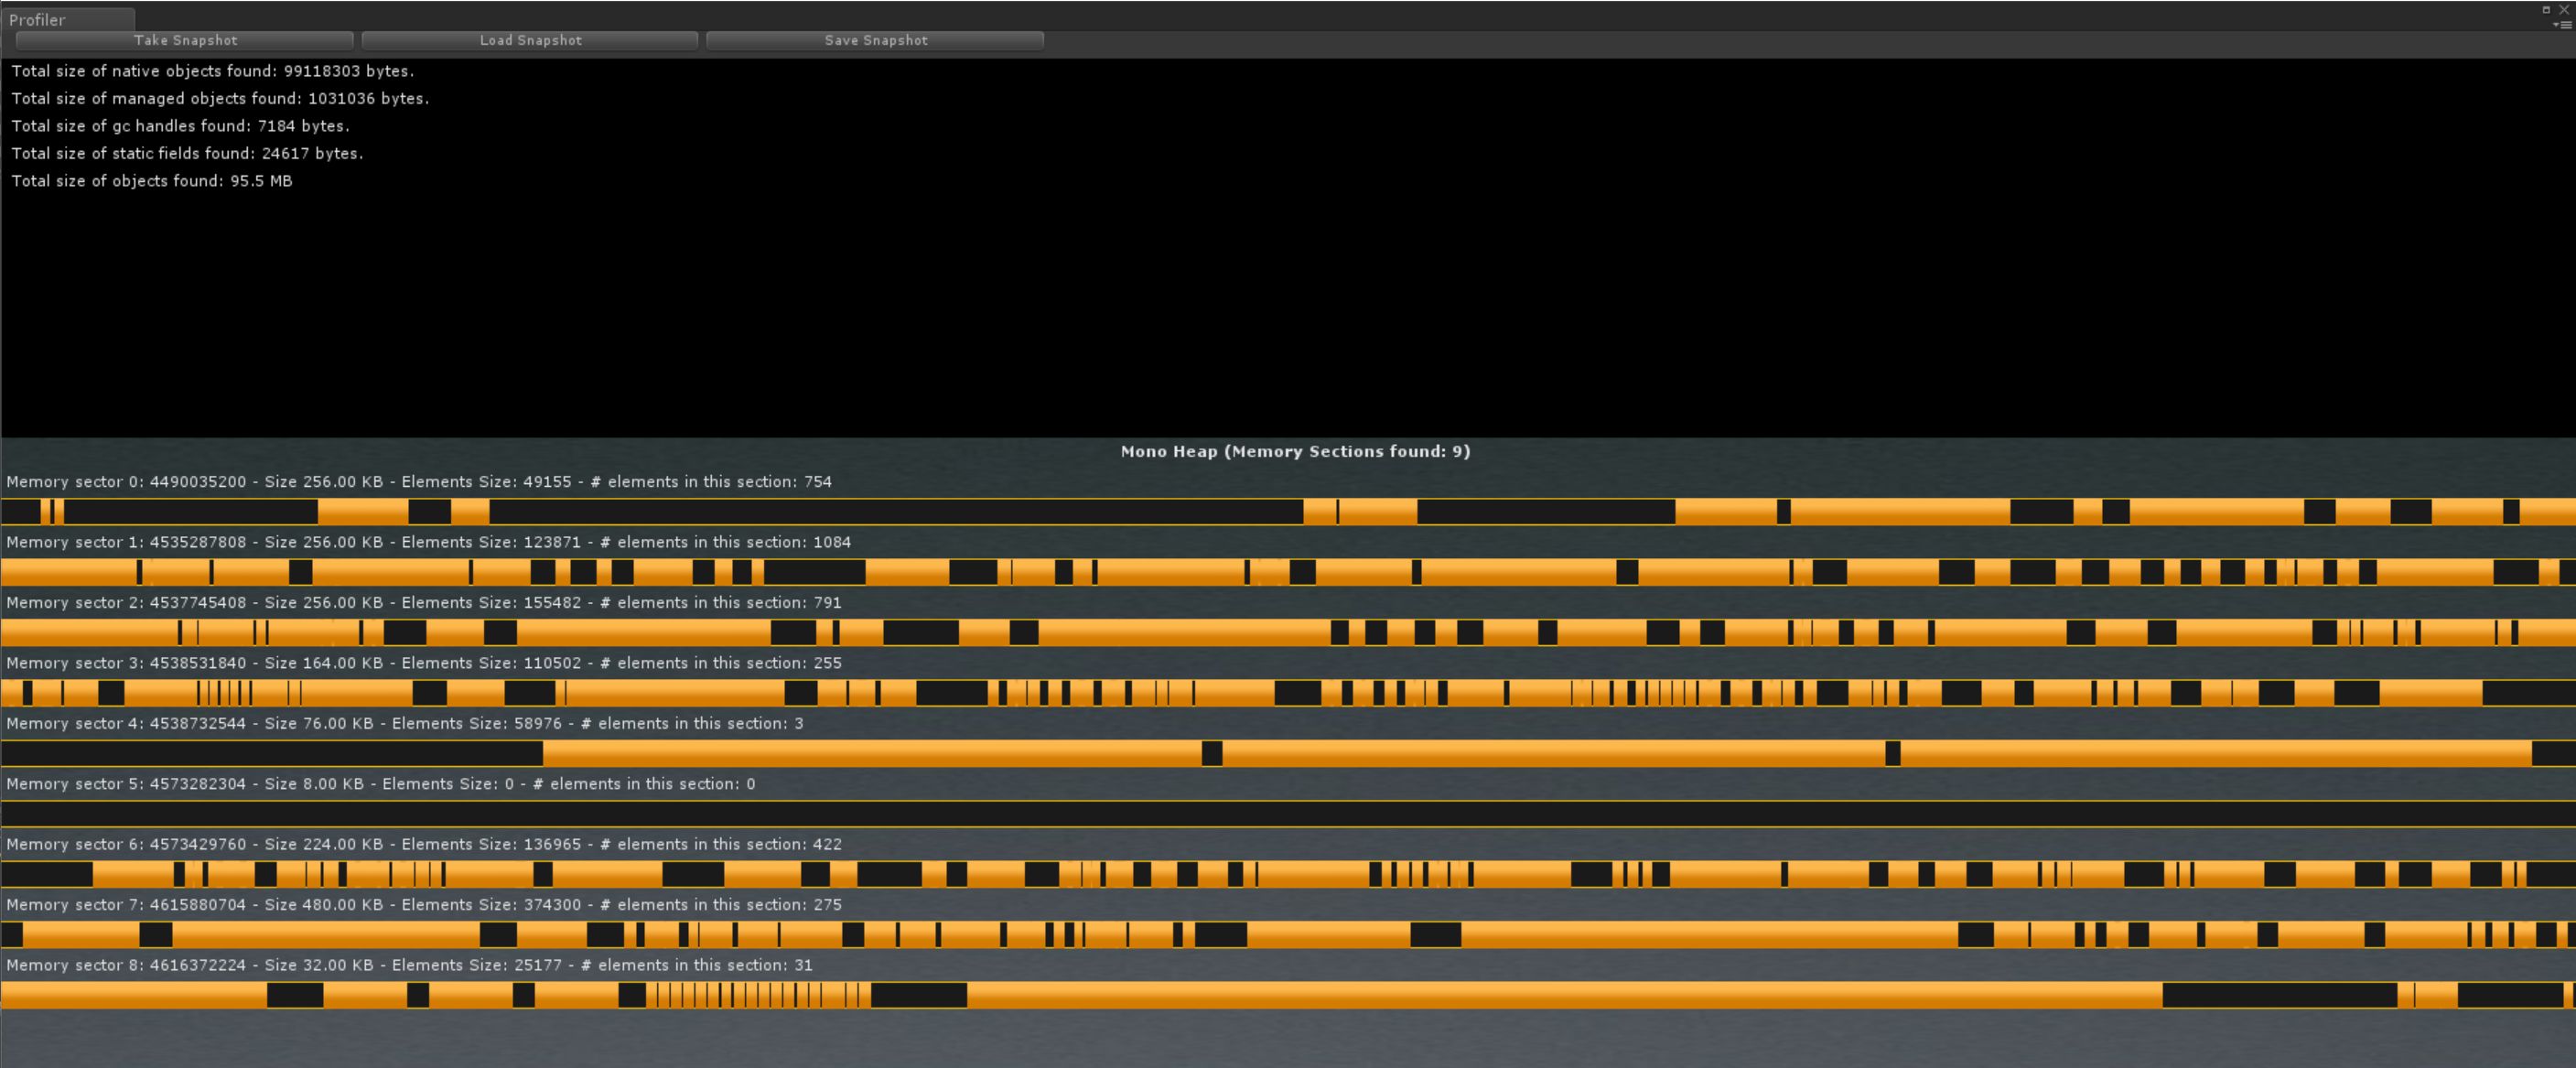 Profiler
Take Snapshot Load Snapshot Save Snapshot
Total size of native objects found: 99118303 bytes.
Total size of managed objects found: 1031036 bytes.
Total size of gc handles found: 7184 bytes.
Total size of static fields found: 24617 bytes.
Total size of objects found: 95.5 MB
Mono Heap (Memory Sections found: 9)
Memory sector 0: 4490035200 - Size 256.00 KB - Elements Size: 49155 - # elements in this section: 754
Memory sector 1: 4535287808 - Size 256.00 KB - Elements Size: 123871 - # elements in this section: 1084
Memory sector 2: 4537745408 - Size 256.00 KB - Elements Size: 155482 - # elements in this section: 791
Memory sector 3: 4538531840 - Size 164.00 KB - Elements Size: 110502 - # elements in this section: 255
Memory sector 4: 4538732544 - Size 76.00 KB - Elements Size: 58976 - # elements in this section: 3
Memory sector 5: 4573282304 - Size 8.00 KB - Elements Size: 0 - # elements in this section: 0
Memory sector 6: 4573429760 - Size 224.00 KB - Elements Size: 136965 - # elements in this section: 422
Memory sector 7: 4615880704 - Size 480.00 KB - Elements Size: 374300 - # elements in this section: 275
Memory sector 8: 4616372224 - Size 32.00 KB - Elements Size: 25177 - # elements in this section: 31